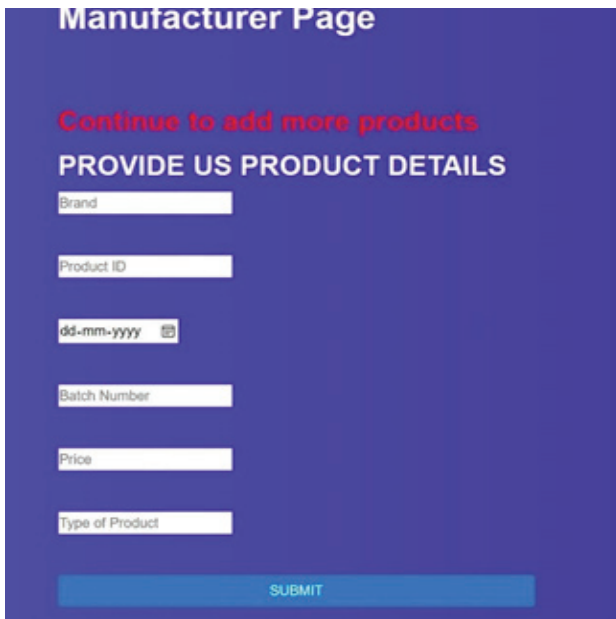 Manufacturer Page
Continue to add more products
PROVIDE US PRODUCT DETAILS
Brand
Product ID
dd-mm-yyyy
Batch Number
Price
Type of Product
SUBMIT